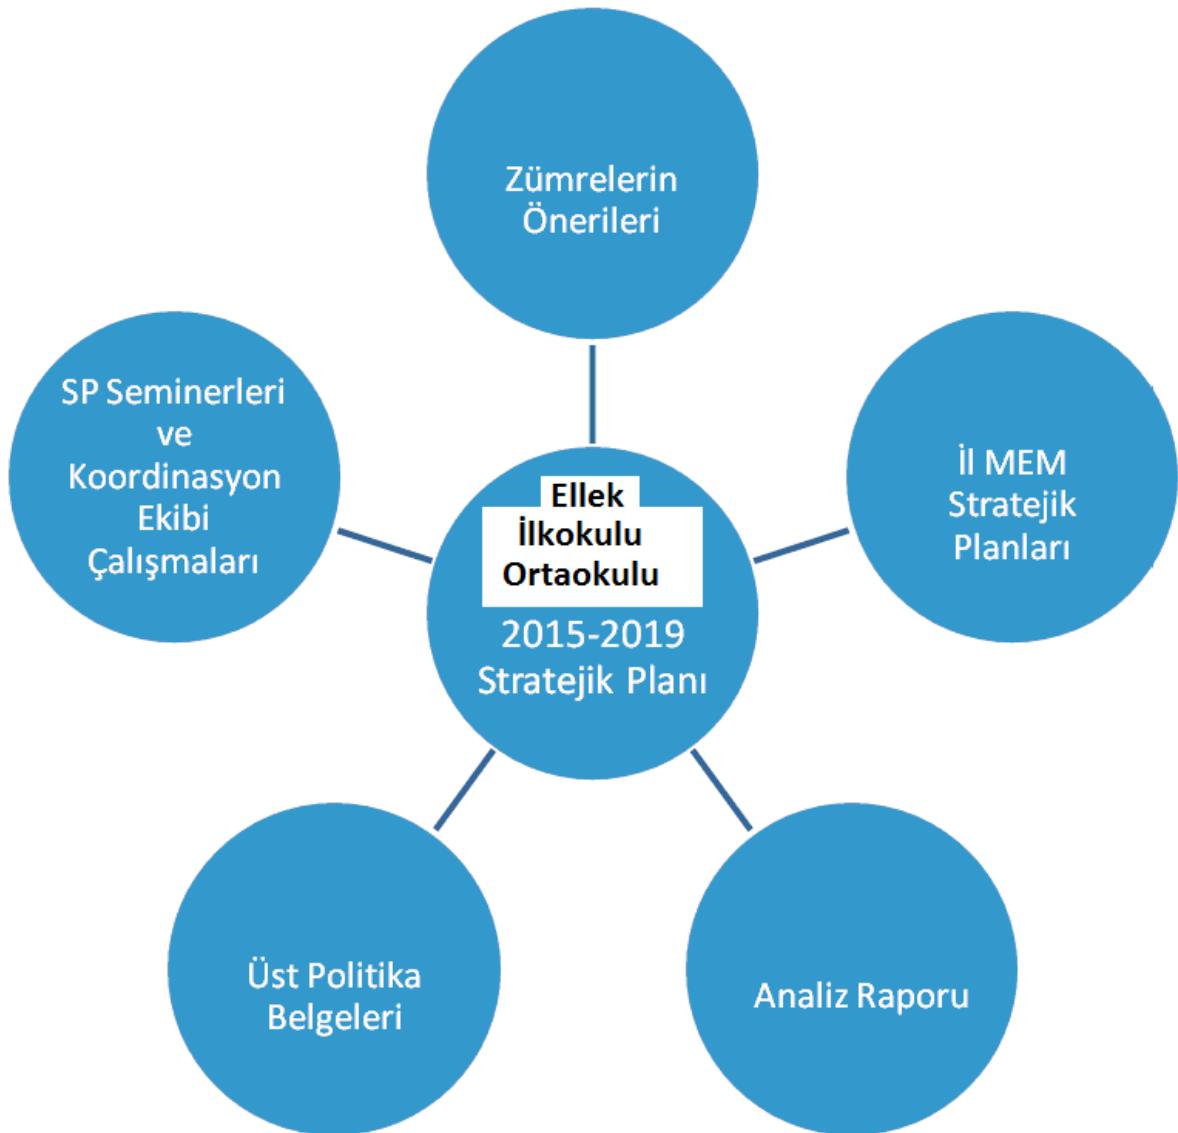 Zümrelerin
Önerileri
SP Seminerleri
ve
Koordinasyon
Ekibi
Çalışmaları
İl MEM
Stratejik
Planları
Ellek
İlkokulu
Ortaokulu
2015-2019
Stratejik Planı
Üst Politika
Belgeleri
Analiz Raporu